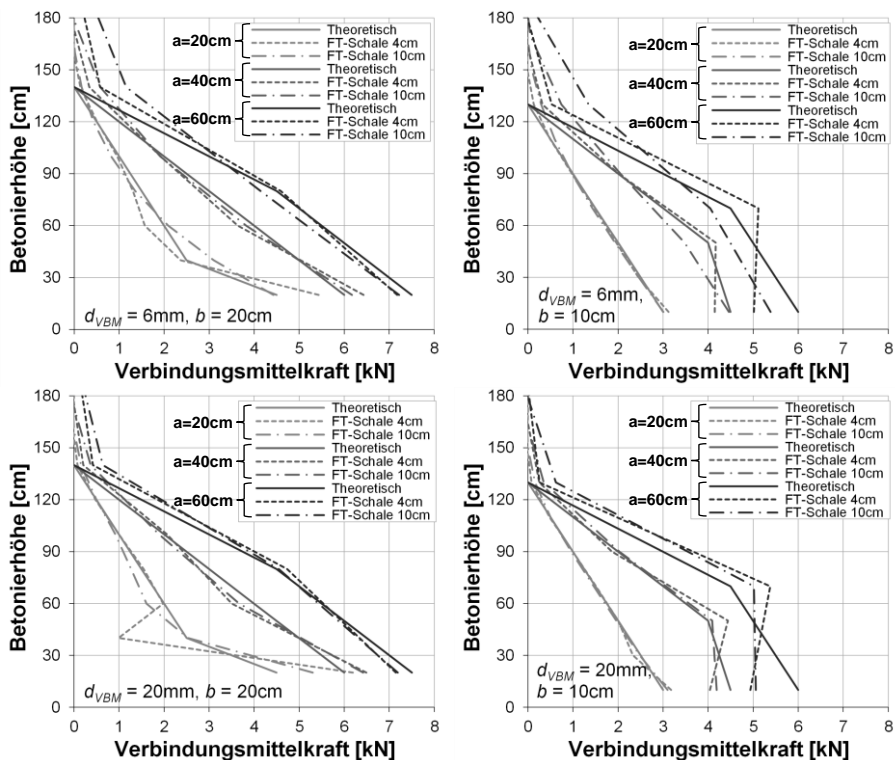 180
150
120
90
60
30
0
Betonierhöhe [cm]
a=20cm
a=40cm
a=60cm
Theoretisch
FT-Schale 4cm
FT-Schale 10cm
Theoretisch
FT-Schale 4cm
FT-Schale 10cm
Theoretisch
FT-Schale 4cm
FT-Schale 10cm
dVBM = 6mm, b = 20cm
0 1 2 3 4 5 6 7 8
Verbindungsmittelkraft [kN]
180
150
120
90
60
30
0
Betonierhöhe [cm]
a=20cm
a=40cm
a=60cm
Theoretisch
FT-Schale 4cm
FT-Schale 10cm
Theoretisch
FT-Schale 4cm
FT-Schale 10cm
Theoretisch
FT-Schale 4cm
FT-Schale 10cm
dVBM = 6mm,
b = 10cm
0 1 2 3 4 5 6 7 8
Verbindungsmittelkraft [kN]
180
150
120
90
60
30
0
Betonierhöhe [cm]
a=20cm
a=40cm
a=60cm
Theoretisch
FT-Schale 4cm
FT-Schale 10cm
Theoretisch
FT-Schale 4cm
FT-Schale 10cm
Theoretisch
FT-Schale 4cm
FT-Schale 10cm
dVBM = 20mm, b = 20cm
0 1 2 3 4 5 6 7 8
Verbindungsmittelkraft [kN]
180
150
120
90
60
30
0
Betonierhöhe [cm]
a=20cm
a=40cm
a=60cm
Theoretisch
FT-Schale 4cm
FT-Schale 10cm
Theoretisch
FT-Schale 4cm
FT-Schale 10cm
Theoretisch
FT-Schale 4cm
FT-Schale 10cm
dVBM = 20mm,
b = 10cm
0 1 2 3 4 5 6 7 8
Verbindungsmittelkraft [kN]